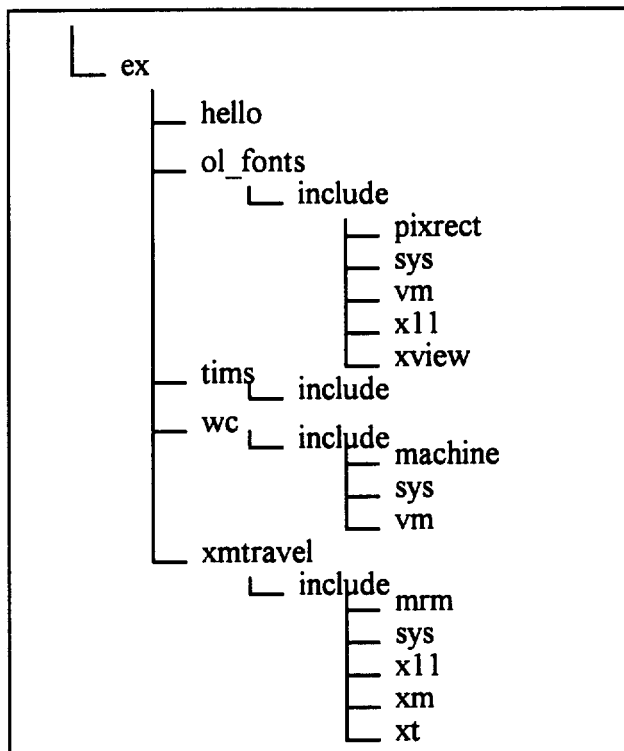 ex
hello
ol_fonts
include
pixrect
sys
vm
x11
xview
tims
include
wc
include
machine
sys
vm
xmtravel
include
mrm
sys
x11
xm
xt